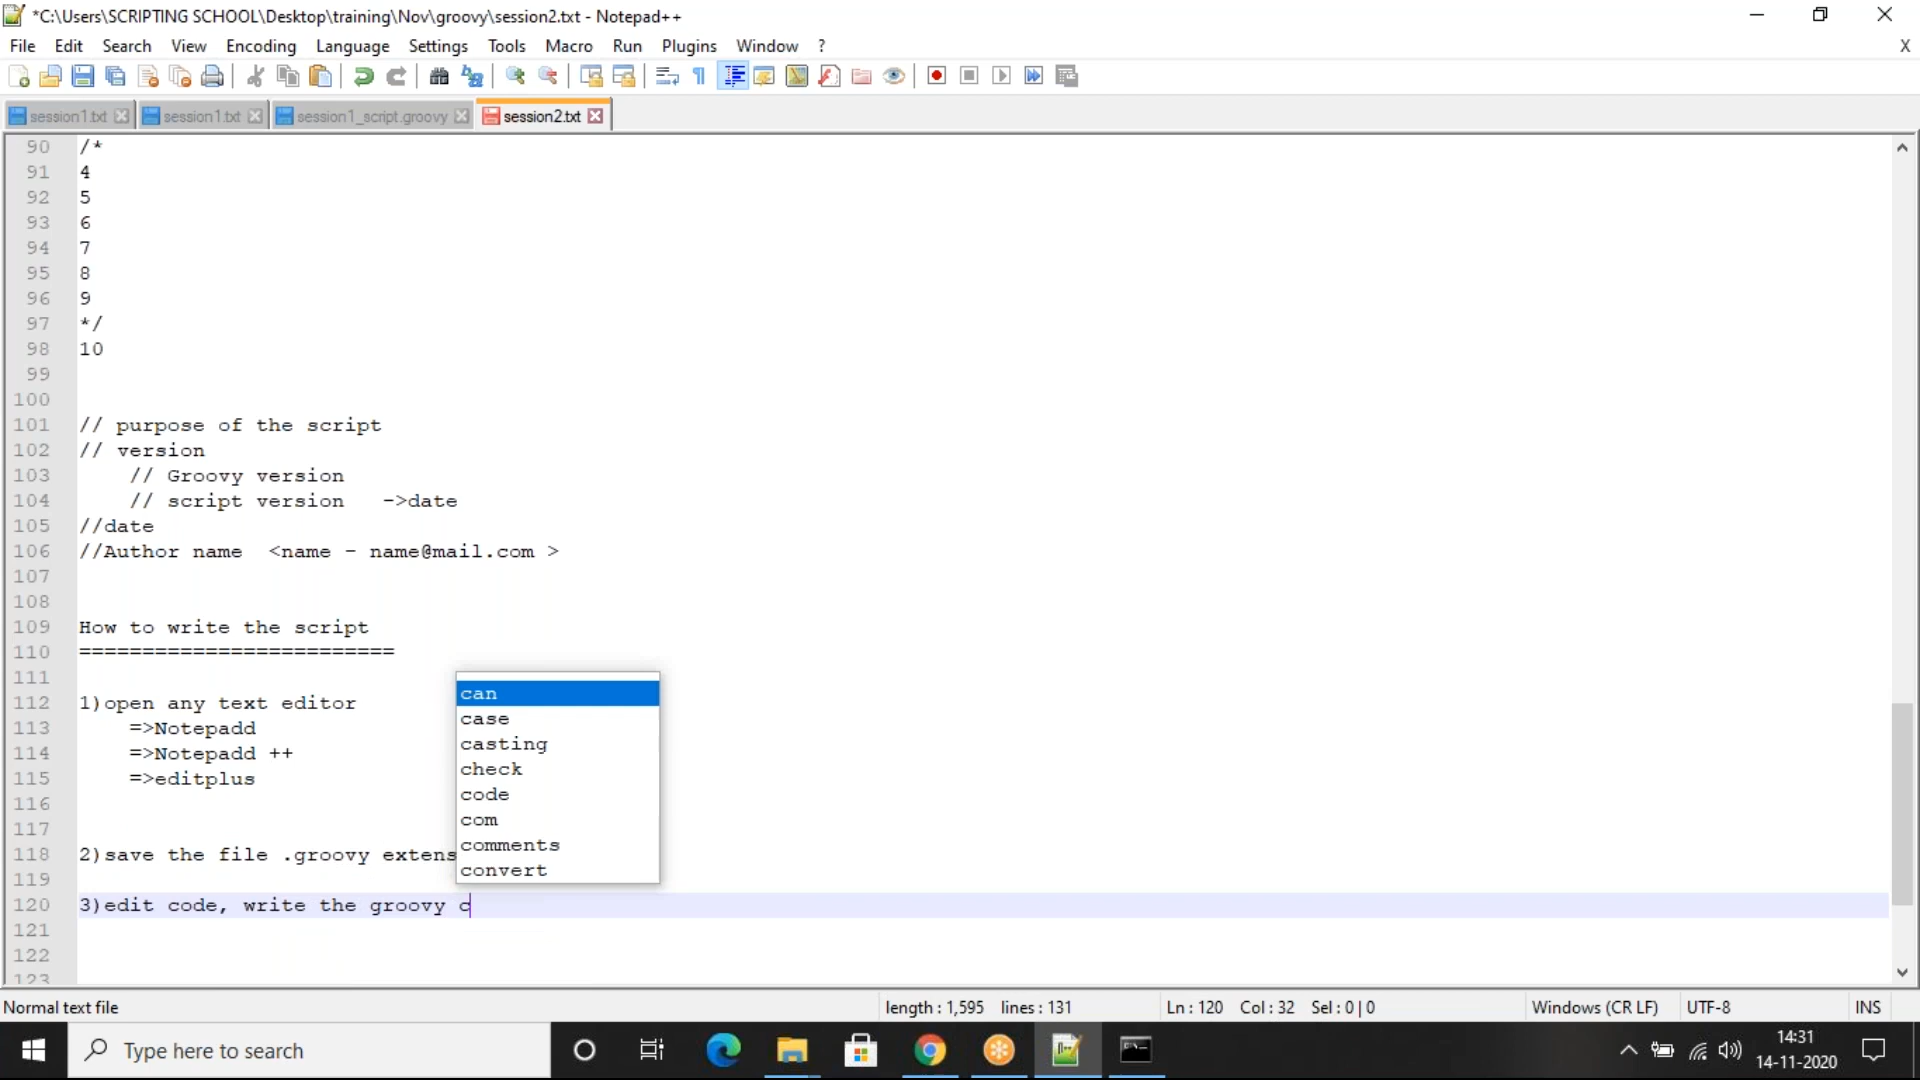 *C:\Users\SCRIPTING SCHOOL\Desktop\training\Nov\groovy\session2.txt - Notepad++
File Edit Search View Encoding Language Settings Tools Macro Run Plugins Window ? X
session1.txt session1.txt session1_script.groovy session2.txt
90 /*
91 4
92 5
93 6
94 7
95 8
96 9
97 */
98 10
99
100
101 // purpose of the script
102 // version
103 // Groovy version
104 // script version ->date
105 //date
106 //Author name <name - name@mail.com >
107
108
109 How to write the script
110 =========================
111
112 1)open any text editor
113 =>Notepadd
114 =>Notepadd ++
115 =>editplus
116
117
118 2)save the file .groovy extens
119
120 3)edit code, write the groovy c
121
122
123
can
case
casting
check
code
com
comments
convert
Normal text file length : 1,595 lines : 131 Ln : 120 Col : 32 Sel : 0 | 0 Windows (CR LF) UTF-8 INS
Type here to search
14:31
14-11-2020